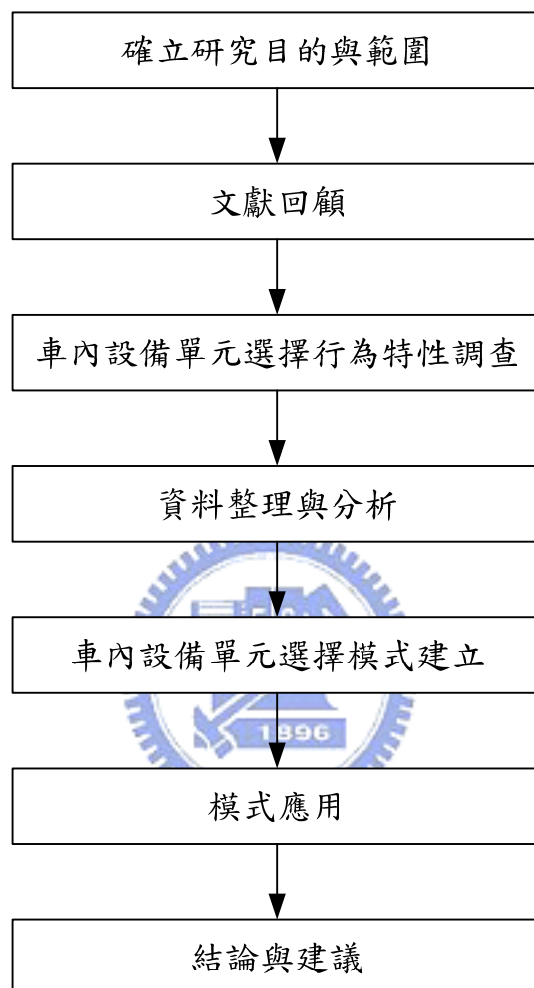 確立研究目的與範圍
文獻回顧
車內設備單元選擇行為特性調查
資料整理與分析
車內設備單元選擇模式建立
1896
模式應用
結論與建議